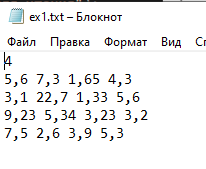 ex1.txt – Блокнот
Файл Правка Формат Вид
4
5,6 7,3 1,65 4,3
3,1 22,7 1,33 5,6
9,23 5,34 3,23 3,2
7,5 2,6 3,9 5,3